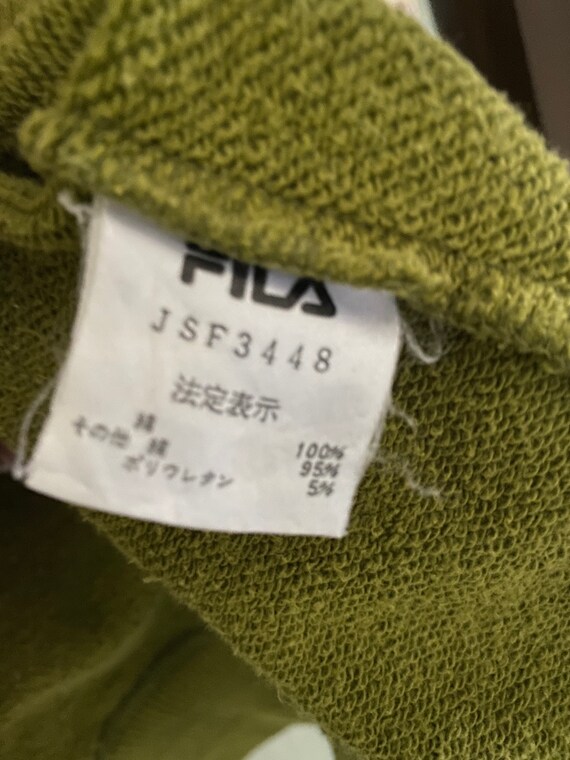 FILA
JSF3448
法定表示
綿 100%
その他 綿 95%
ポリウレタン 5%